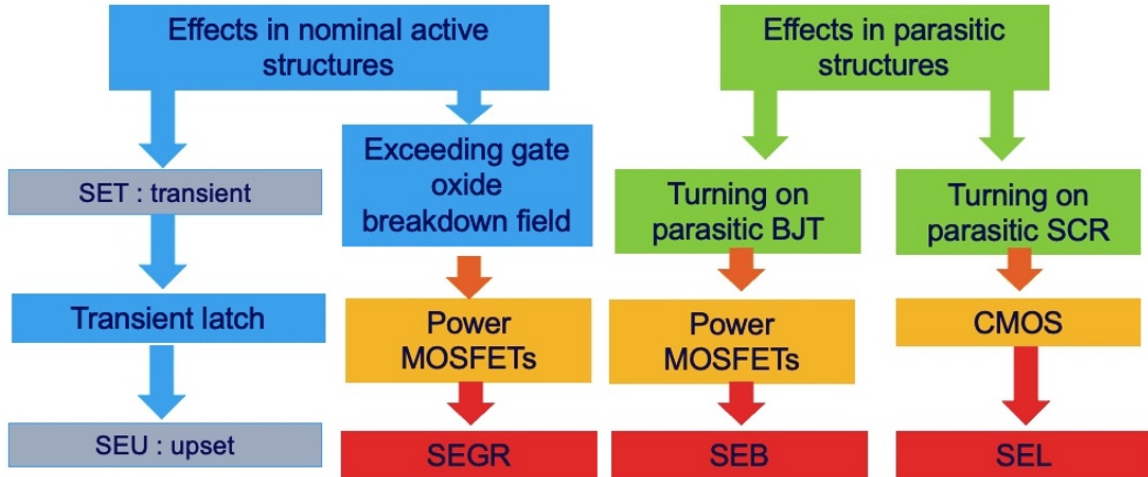 Effects in nominal active
structures
Effects in parasitic
structures
SET : transient
Exceeding gate
oxide
breakdown field
Turning on
parasitic BJT
Turning on
parasitic SCR
Transient latch
Power
MOSFETs
Power
MOSFETs
CMOS
SEU : upset
SEGR
SEB
SEL